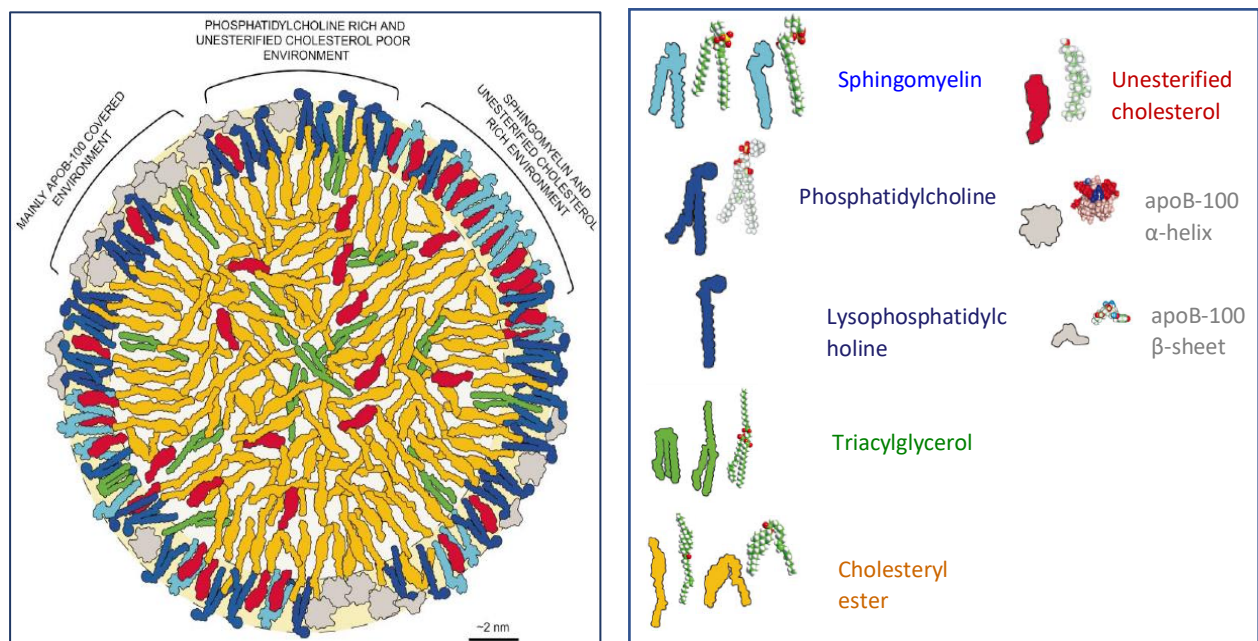 PHOSPHATIDYLCHOLINE RICH AND
UNESTERIFIED CHOLESTEROL POOR
ENVIRONMENT
MAINLY APOB-100 COVERED
ENVIRONMENT
SPHINGOMYELIN AND
UNESTERIFIED CHOLESTEROL
RICH ENVIRONMENT
~2 nm
Sphingomyelin
Unesterified
cholesterol
Phosphatidylcholine
apoB-100
α-helix
Lysophosphatidylc
holine
apoB-100
β-sheet
Triacylglycerol
Cholesteryl
ester